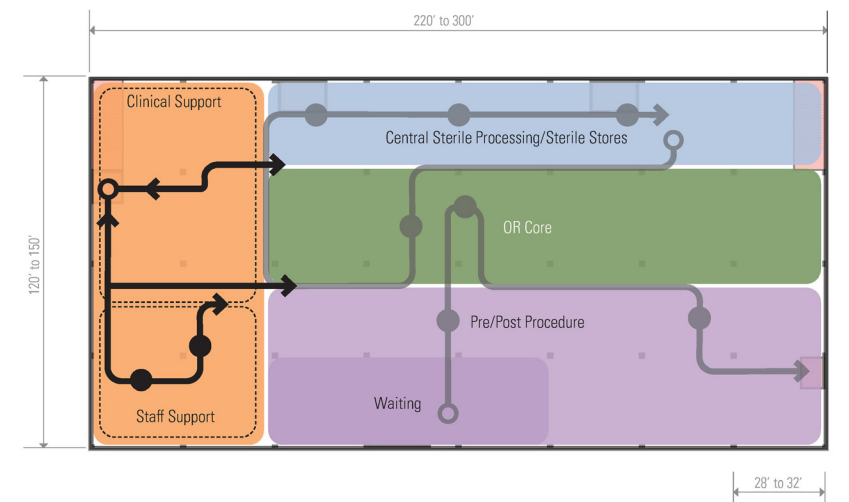 220' to 300'
Clinical Support
Central Sterile Processing/Sterile Stores
OR Core
120' to 150'
Pre/Post Procedure
Waiting
Staff Support
28' to 32'